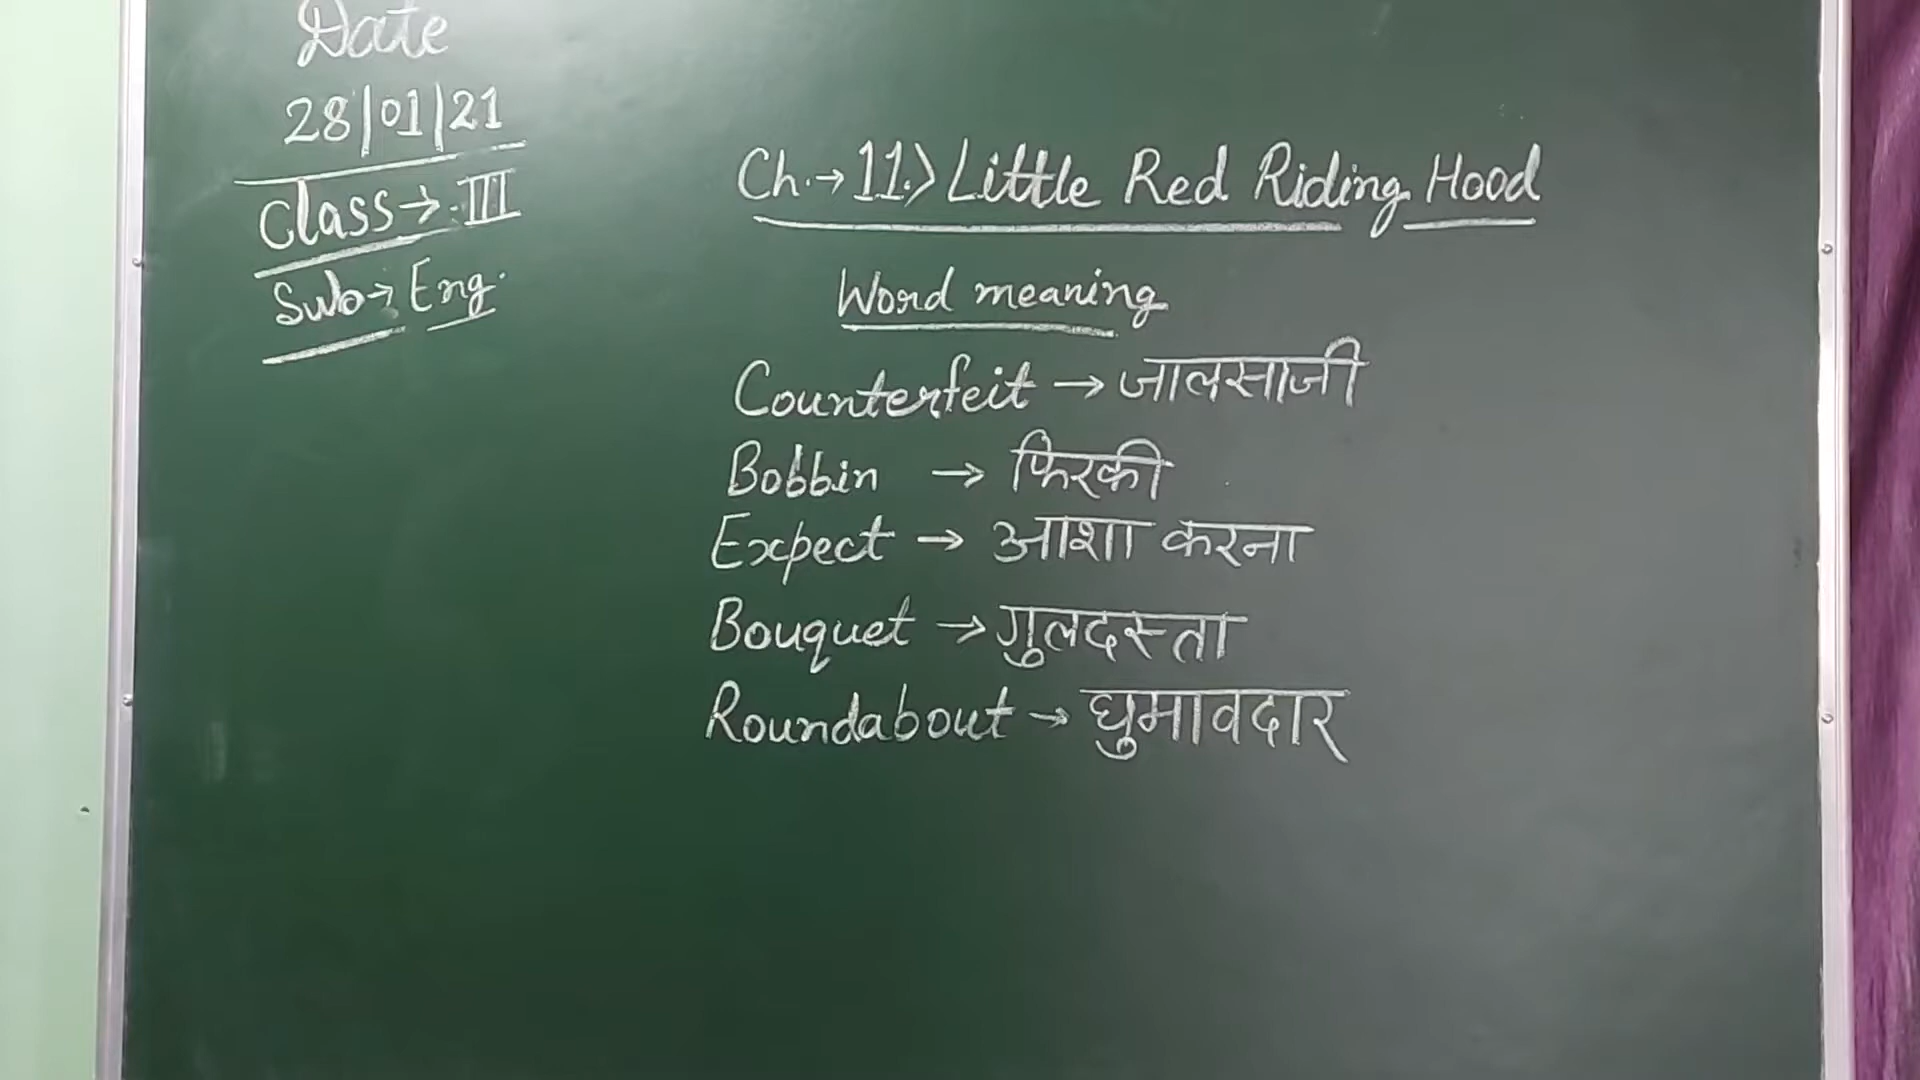 Date
28|01|21
Class→.III
Sub→Eng.
Ch.→11.>Little Red Riding Hood
Word meaning
Counterfeit → जालसाजी
Bobbin → फिरकी
Expect → आशा करना
Bouquet → गुलदस्ता
Roundabout → घुमावदार